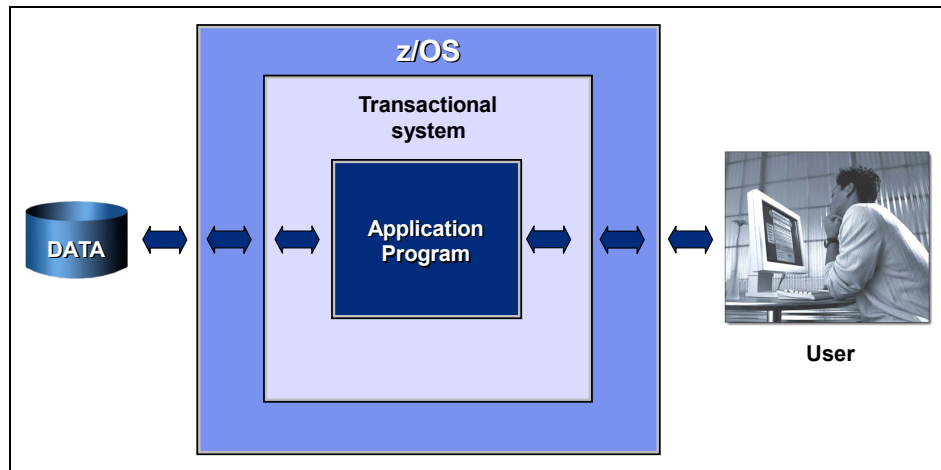 z/OS
Transactional
system
DATA
Application
Program
User